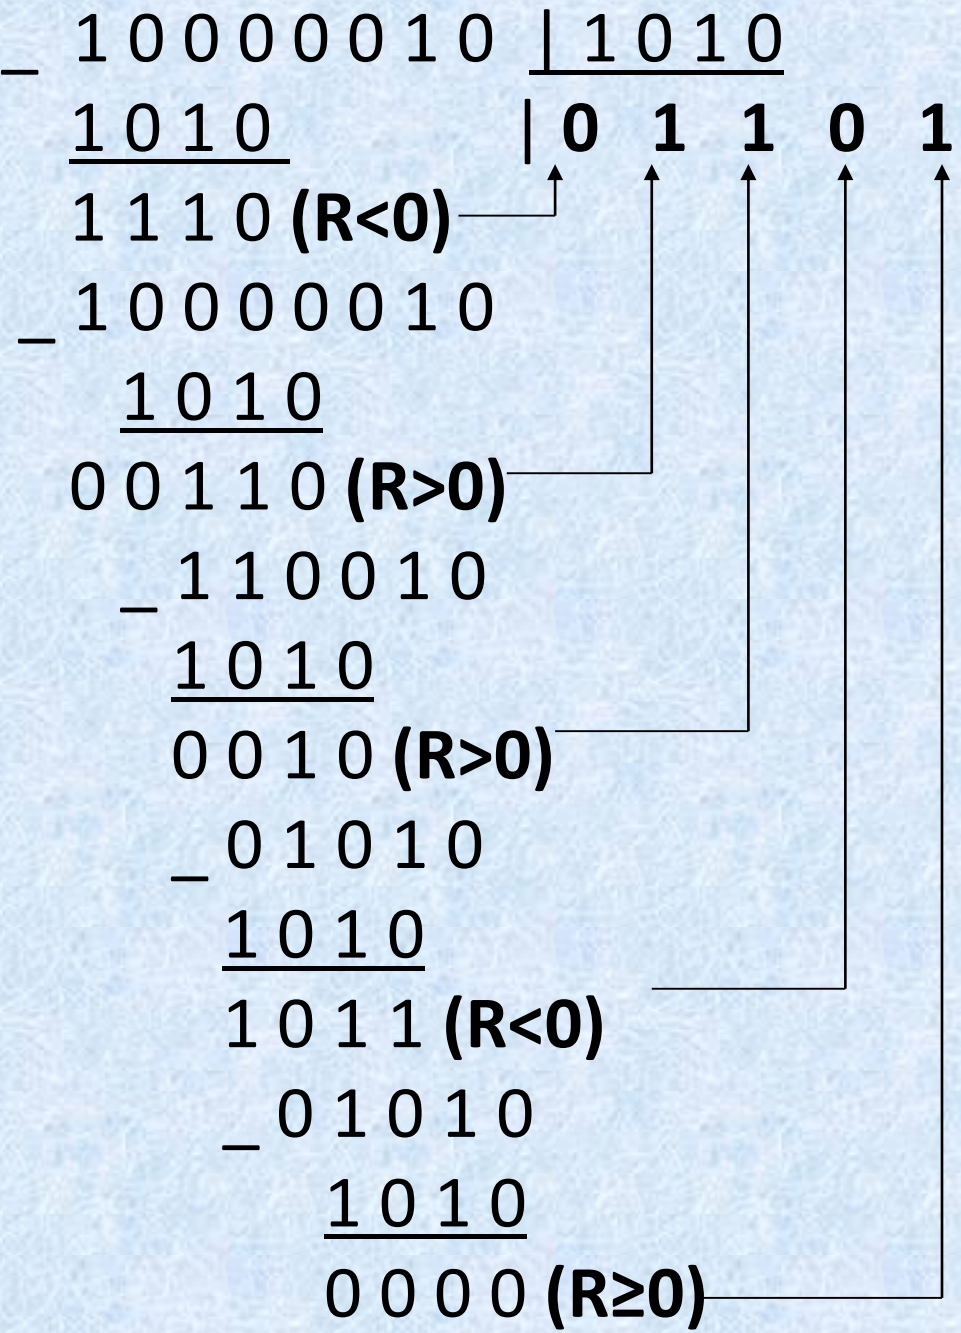 _ 1 0 0 0 0 0 1 0 | 1 0 1 0
1 0 1 0 | 0 1 1 0 1
1 1 1 0 (R<0)
_ 1 0 0 0 0 0 1 0
1 0 1 0
0 0 1 1 0 (R>0)
_ 1 1 0 0 1 0
1 0 1 0
0 0 1 0 (R>0)
_ 0 1 0 1 0
1 0 1 0
1 0 1 1 (R<0)
_ 0 1 0 1 0
1 0 1 0
0 0 0 0 (R≥0)